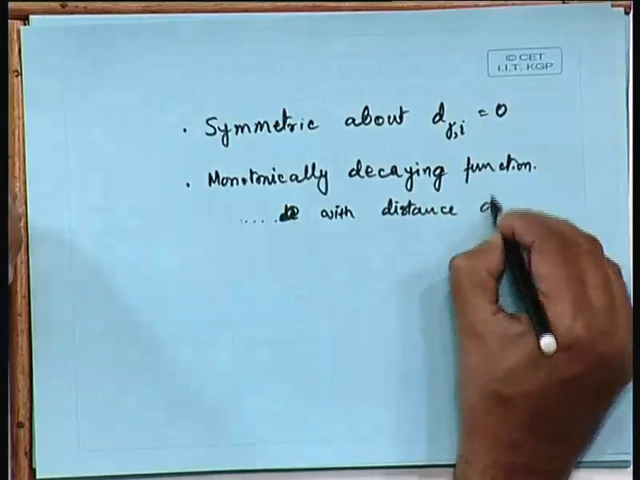 © CET
I.I.T. KGP
. Symmetric about d_{r,i} = 0
. Monotonically decaying function.
.... with distance